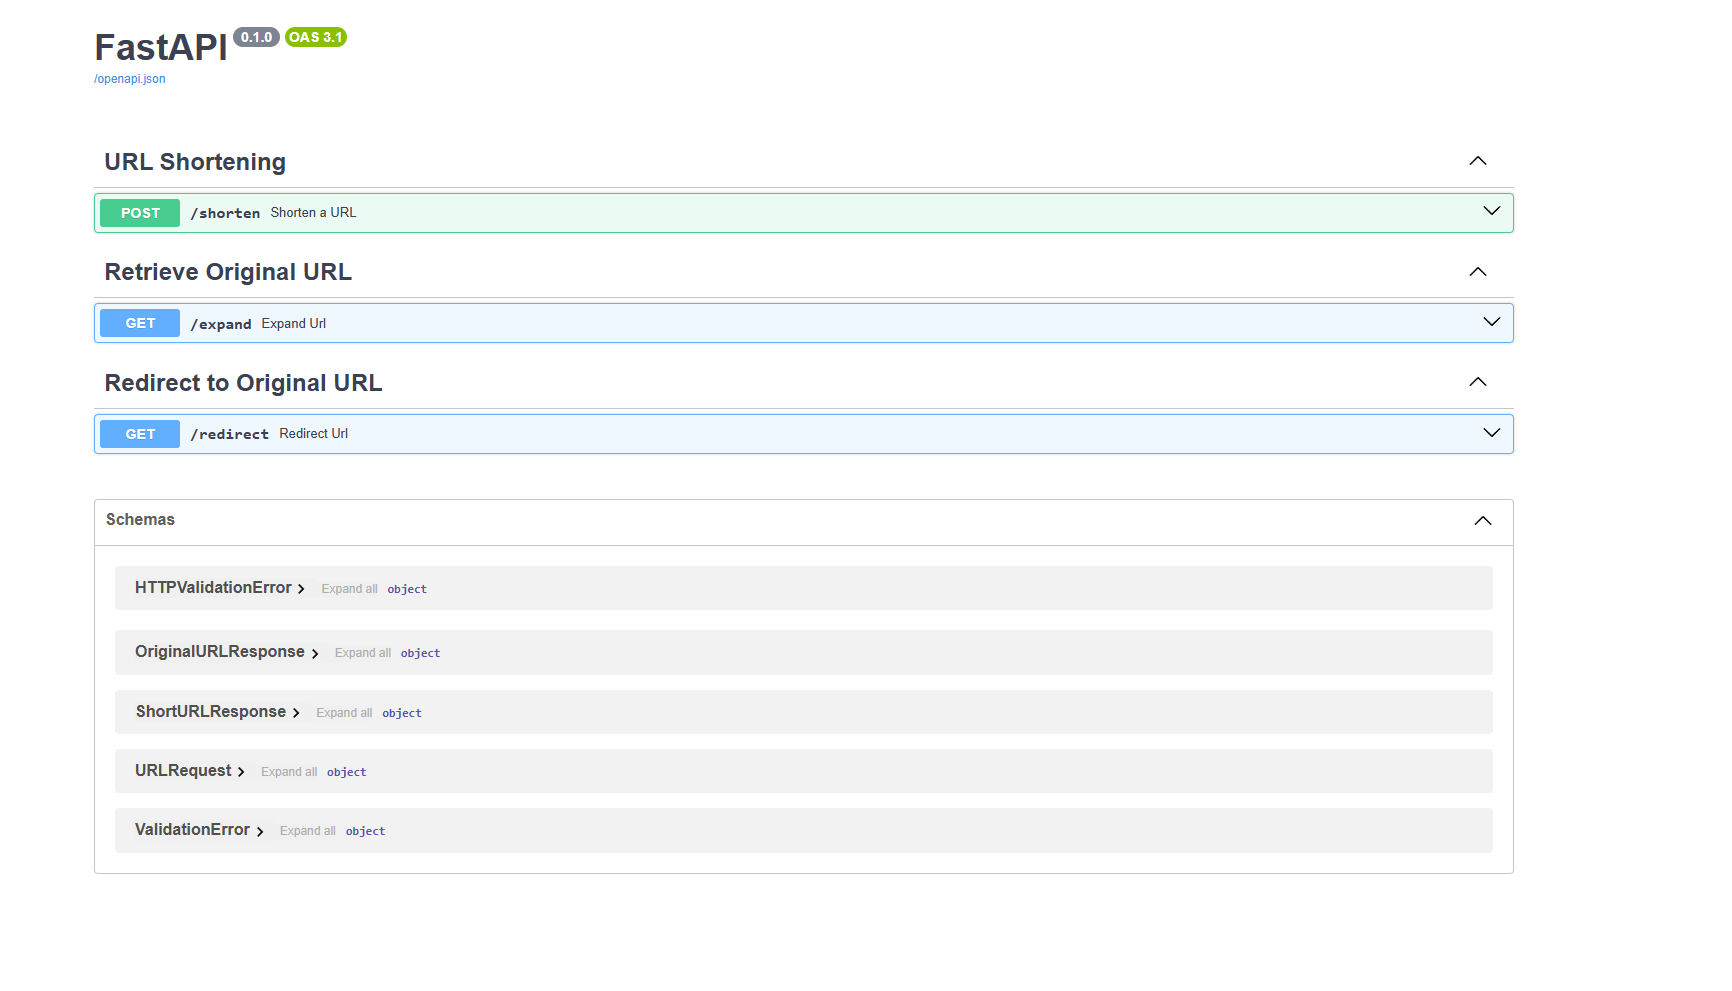 FastAPI 0.1.0 OAS 3.1
/openapi.json
URL Shortening
POST /shorten Shorten a URL
Retrieve Original URL
GET /expand Expand Url
Redirect to Original URL
GET /redirect Redirect Url
Schemas
HTTPValidationError Expand all object
OriginalURLResponse Expand all object
ShortURLResponse Expand all object
URLRequest Expand all object
ValidationError Expand all object